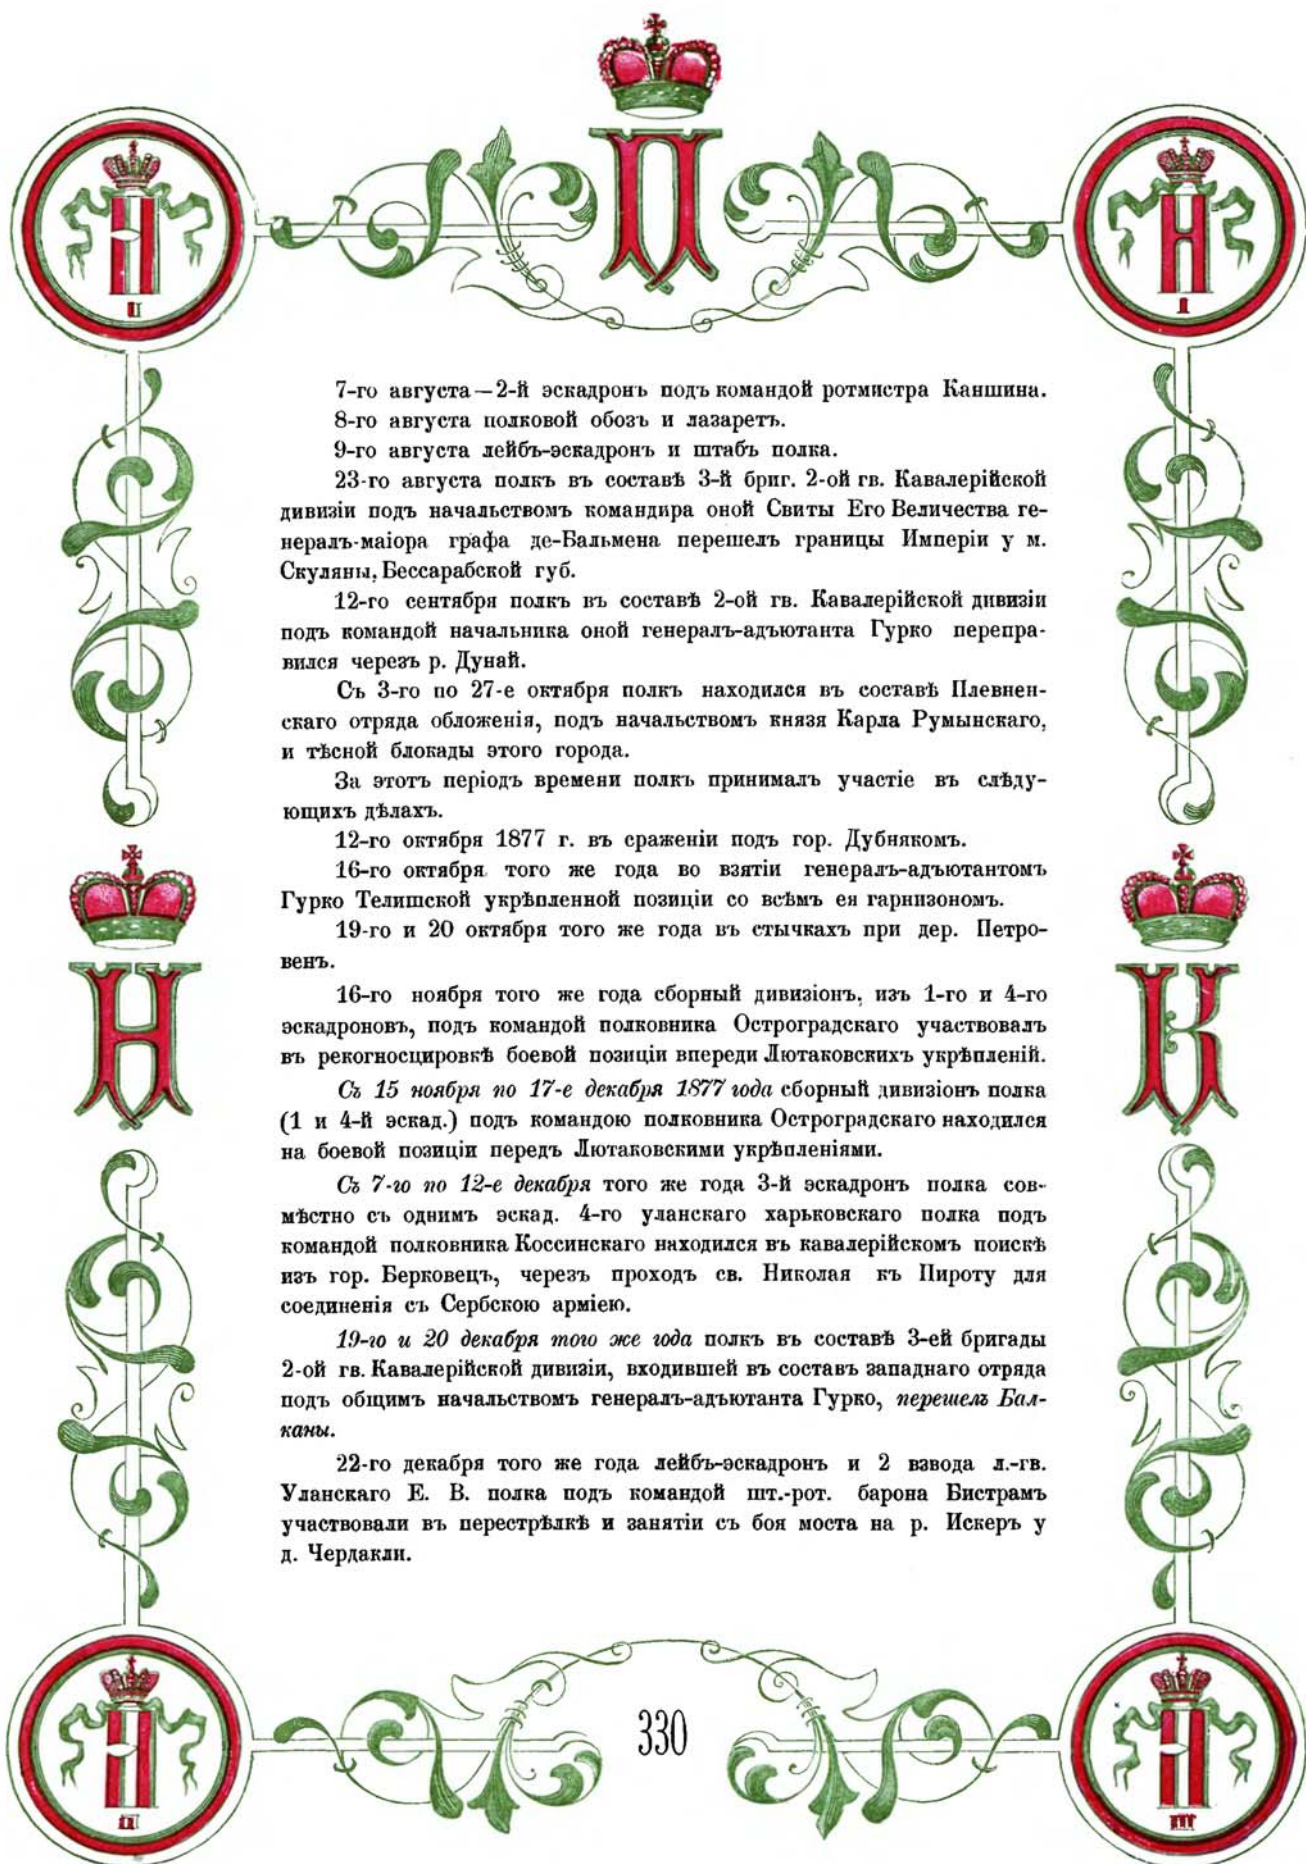 П
II
I
7-го августа—2-й эскадронъ подъ командой ротмистра Каншина.
8-го августа полковой обозъ и лазаретъ.
9-го августа лейбъ-эскадронъ и штабъ полка.
23-го августа полкъ въ составѣ 3-й бриг. 2-ой гв. Кавалерійской
дивизіи подъ начальствомъ командира оной Свиты Его Величества ге-
нералъ-маіора графа де-Бальмена перешелъ границы Имперіи у м.
Скуляны, Бессарабской губ.
12-го сентября полкъ въ составѣ 2-ой гв. Кавалерійской дивизіи
подъ командой начальника оной генералъ-адъютанта Гурко перепра-
вился черезъ р. Дунай.
Съ 3-го по 27-е октября полкъ находился въ составѣ Плевнен-
скаго отряда обложенія, подъ начальствомъ князя Карла Румынскаго,
и тѣсной блокады этого города.
За этотъ періодъ времени полкъ принималъ участіе въ слѣду-
ющихъ дѣлахъ.
12-го октября 1877 г. въ сраженіи подъ гор. Дубнякомъ.
16-го октября того же года во взятіи генералъ-адъютантомъ
Гурко Телишской укрѣпленной позиціи со всѣмъ ея гарнизономъ.
19-го и 20 октября того же года въ стычкахъ при дер. Петро-
венъ.
16-го ноября того же года сборный дивизіонъ, изъ 1-го и 4-го
эскадроновъ, подъ командой полковника Остроградскаго участвовалъ
въ рекогносцировкѣ боевой позиціи впереди Лютаковскихъ укрѣпленій.
Съ 15 ноября по 17-е декабря 1877 года сборный дивизіонъ полка
(1 и 4-й эскад.) подъ командою полковника Остроградскаго находился
на боевой позиціи передъ Лютаковскими укрѣпленіями.
Съ 7-го по 12-е декабря того же года 3-й эскадронъ полка сов-
мѣстно съ однимъ эскад. 4-го уланскаго харьковскаго полка подъ
командой полковника Коссинскаго находился въ кавалерійскомъ поискѣ
изъ гор. Берковецъ, черезъ проходъ св. Николая къ Пироту для
соединенія съ Сербскою арміею.
19-го и 20 декабря того же года полкъ въ составѣ 3-ей бригады
2-ой гв. Кавалерійской дивизіи, входившей въ составъ западнаго отряда
подъ общимъ начальствомъ генералъ-адъютанта Гурко, перешелъ Бал-
каны.
22-го декабря того же года лейбъ-эскадронъ и 2 взвода л.-гв.
Уланскаго Е. В. полка подъ командой шт.-рот. барона Бистрамъ
участвовали въ перестрѣлкѣ и занятіи съ боя моста на р. Искеръ у
д. Чердакли.
Н
К
330
III